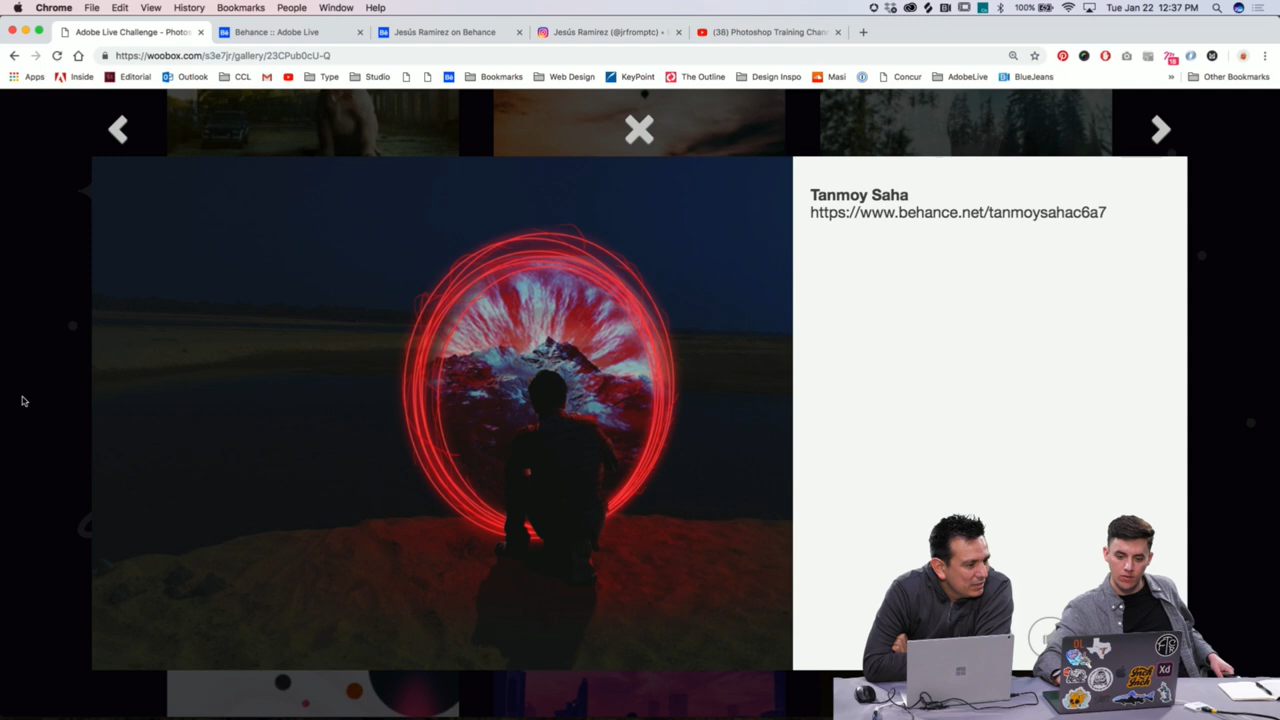 Chrome File Edit View History Bookmarks People Window Help
100% Tue Jan 22 12:37 PM
Adobe Live Challenge - Photos
Behance :: Adobe Live
Jesús Ramirez on Behance
Jesús Ramirez (@jrfromptc) •
(38) Photoshop Training Chan
https://woobox.com/s3e7jr/gallery/23CPub0cU-Q
Apps Inside Editorial Outlook CCL Type Studio Bookmarks Web Design KeyPoint The Outline Design Inspo Masi Concur AdobeLive BlueJeans » Other Bookmarks
Tanmoy Saha
https://www.behance.net/tanmoysahac6a7
Xd